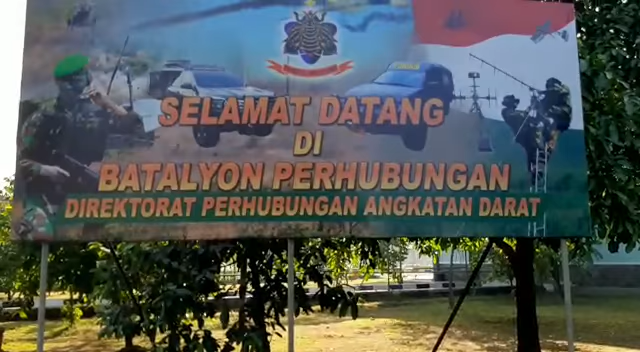 SELAMAT DATANG
DI
BATALYON PERHUBUNGAN
DIREKTORAT PERHUBUNGAN ANGKATAN DARAT